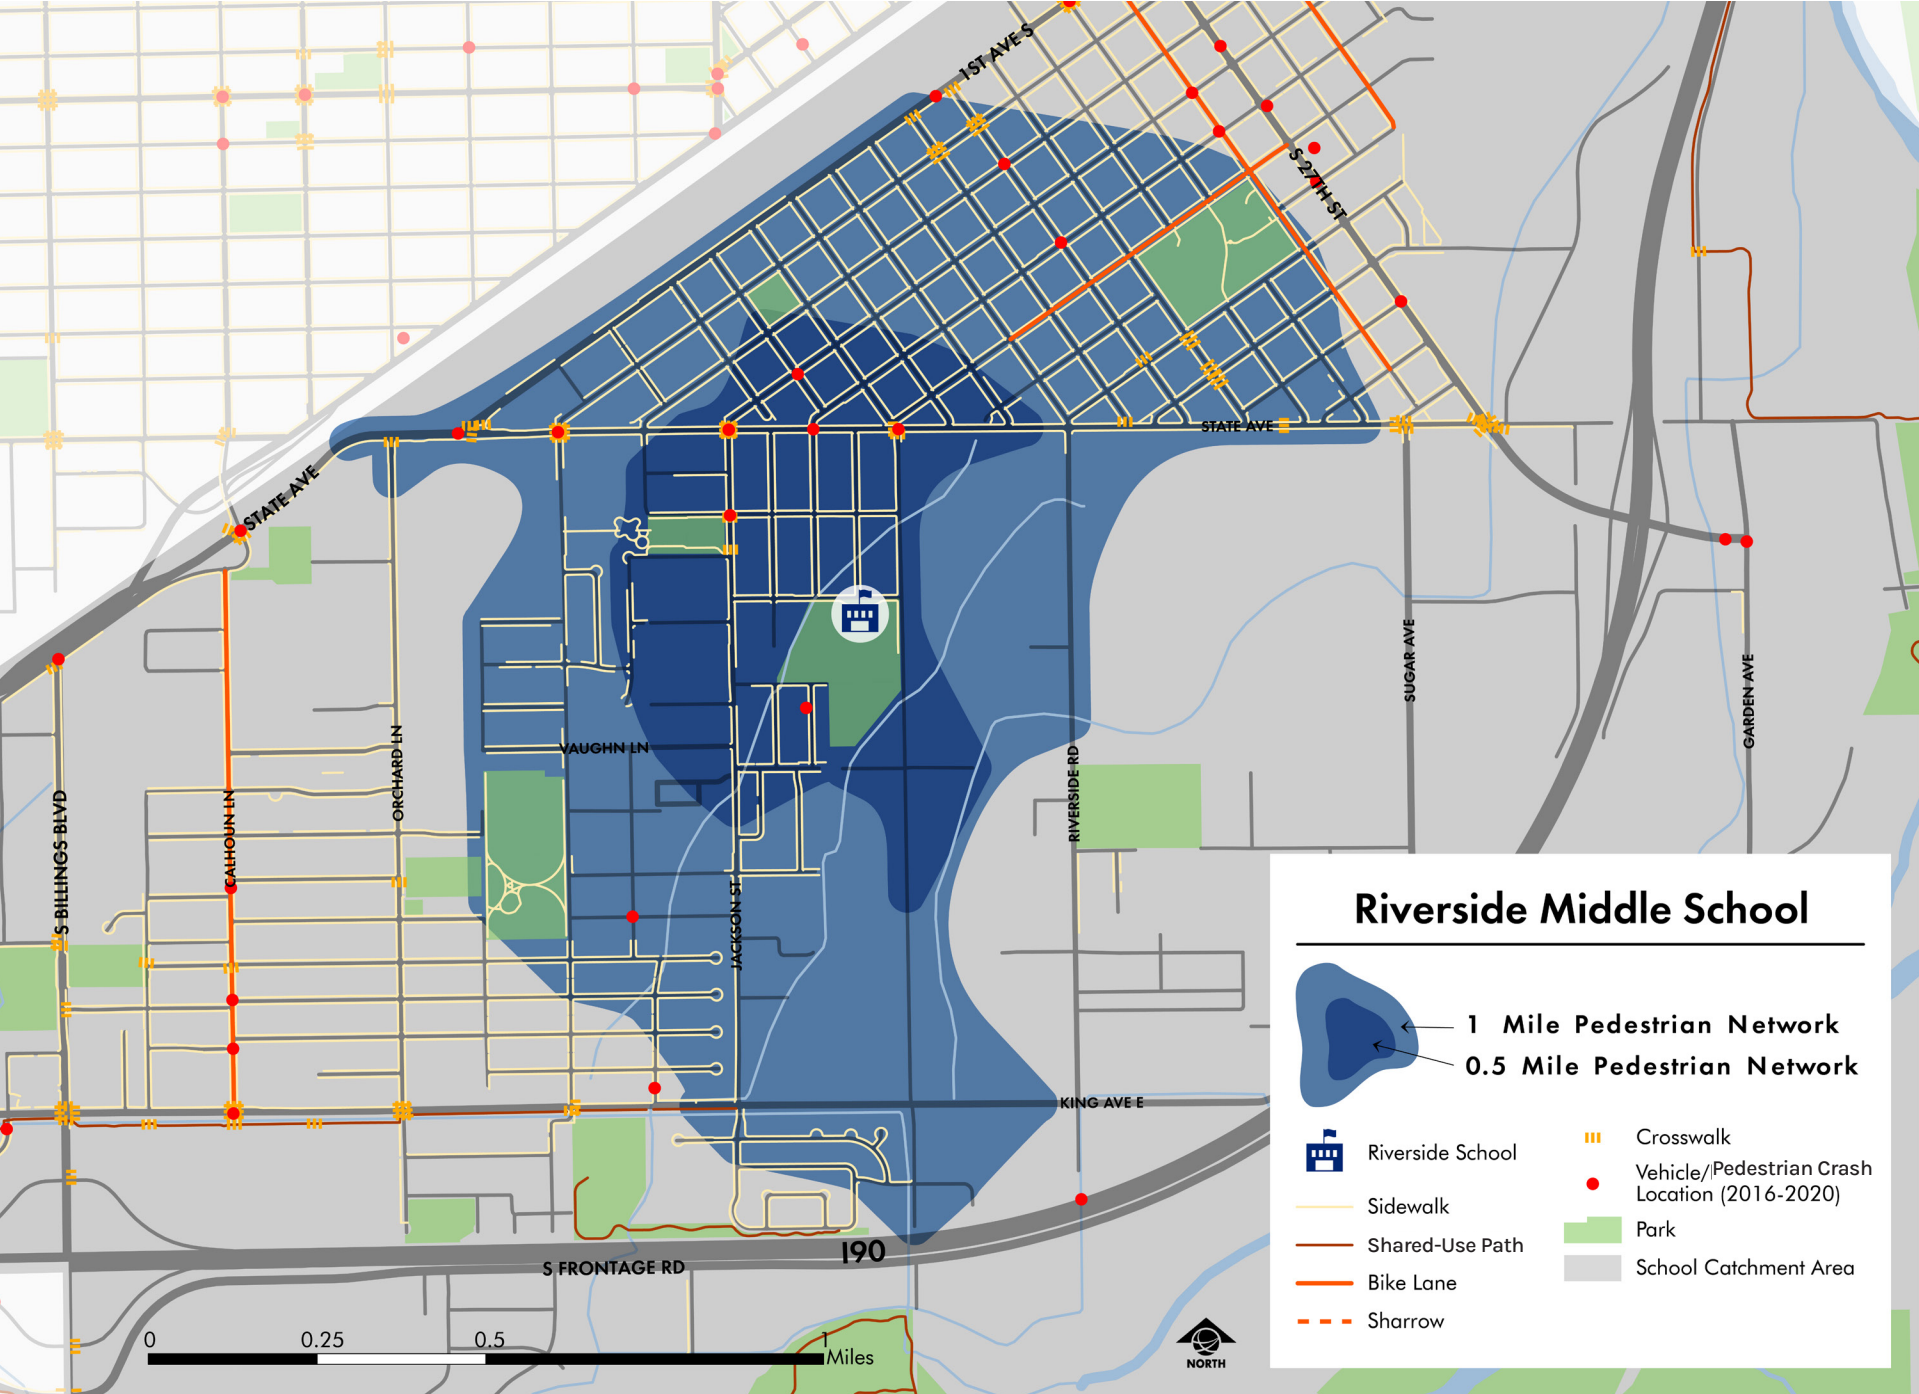 1ST AVE S
S 27TH ST
STATE AVE
STATE AVE
VAUGHN LN
ORCHARD LN
CALHOUN LN
S BILLINGS BLVD
JACKSON ST
RIVERSIDE RD
SUGAR AVE
GARDEN AVE
KING AVE E
I90
S FRONTAGE RD
0 0.25 0.5 1
Miles
NORTH
Riverside Middle School
1 Mile Pedestrian Network
0.5 Mile Pedestrian Network
Riverside School
Sidewalk
Shared-Use Path
Bike Lane
Sharrow
Crosswalk
Vehicle/Pedestrian Crash
Location (2016-2020)
Park
School Catchment Area